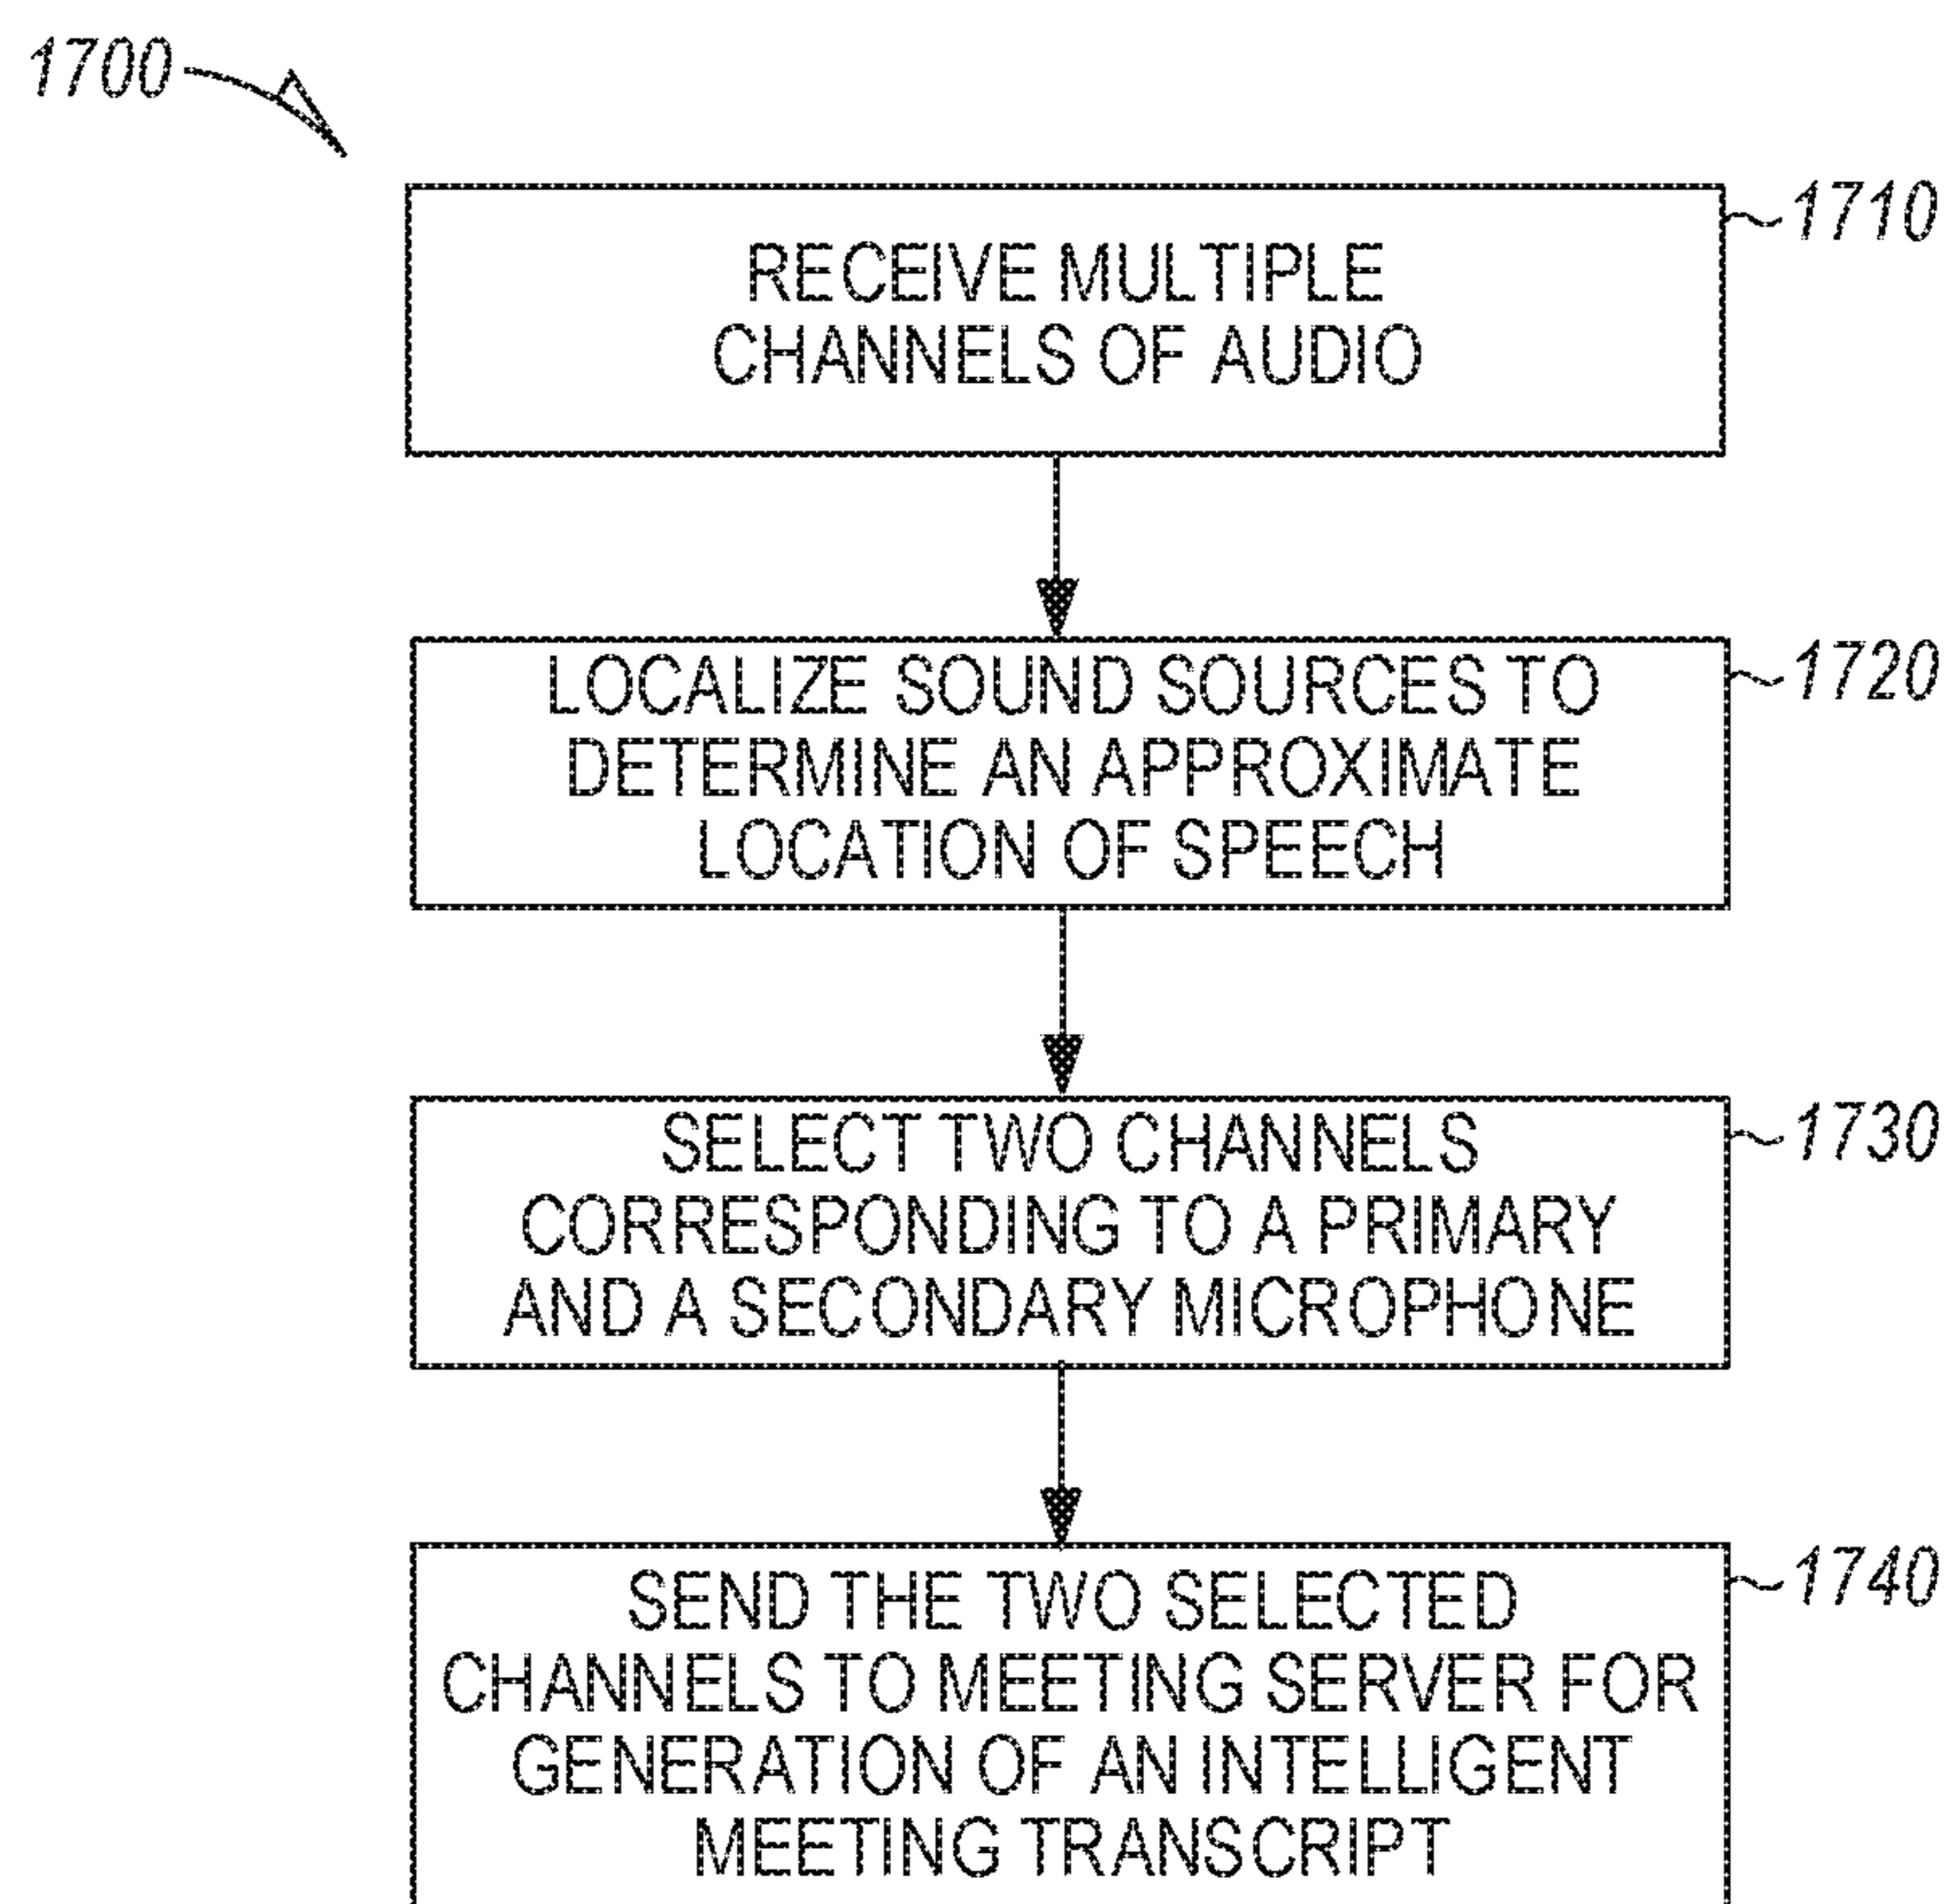 1700
1710
RECEIVE MULTIPLE
CHANNELS OF AUDIO
1720
LOCALIZE SOUND SOURCES TO
DETERMINE AN APPROXIMATE
LOCATION OF SPEECH
1730
SELECT TWO CHANNELS
CORRESPONDING TO A PRIMARY
AND A SECONDARY MICROPHONE
1740
SEND THE TWO SELECTED
CHANNELS TO MEETING SERVER FOR
GENERATION OF AN INTELLIGENT
MEETING TRANSCRIPT